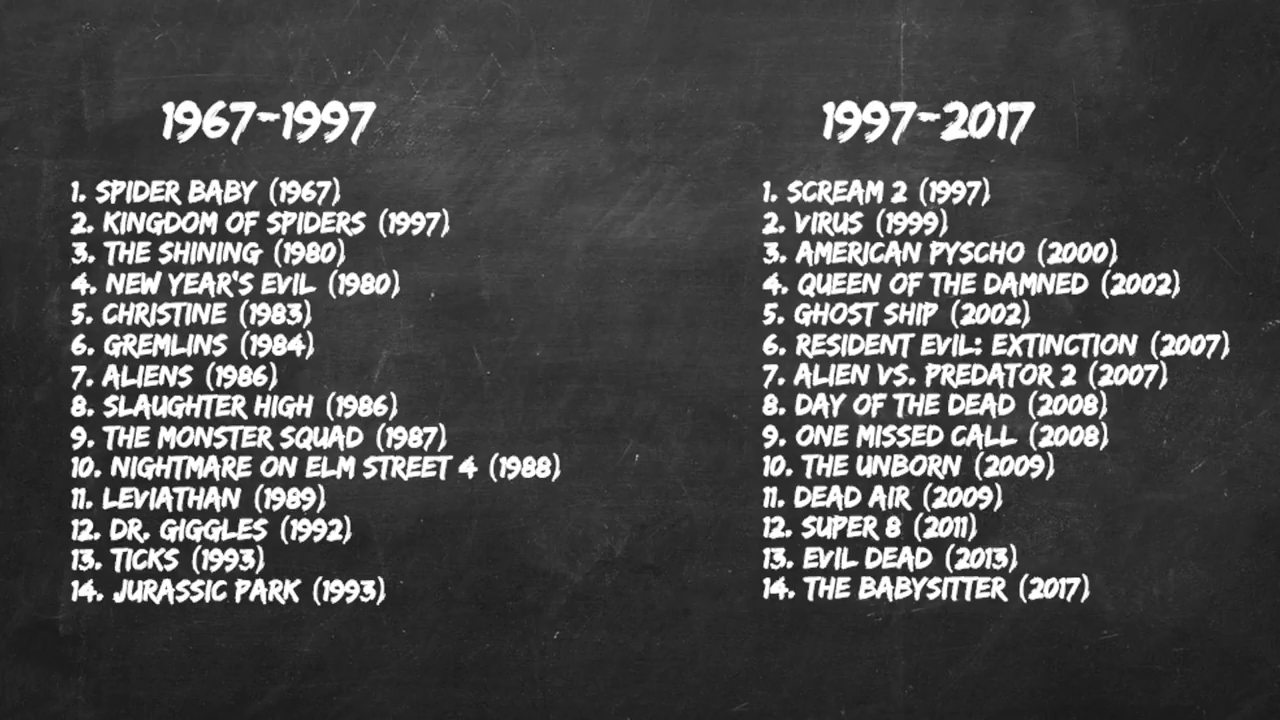 1967-1997
1. SPIDER BABY (1967)
2. KINGDOM OF SPIDERS (1997)
3. THE SHINING (1980)
4. NEW YEAR'S EVIL (1980)
5. CHRISTINE (1983)
6. GREMLINS (1984)
7. ALIENS (1986)
8. SLAUGHTER HIGH (1986)
9. THE MONSTER SQUAD (1987)
10. NIGHTMARE ON ELM STREET 4 (1988)
11. LEVIATHAN (1989)
12. DR. GIGGLES (1992)
13. TICKS (1993)
14. JURASSIC PARK (1993)
1997-2017
1. SCREAM 2 (1997)
2. VIRUS (1999)
3. AMERICAN PYSCHO (2000)
4. QUEEN OF THE DAMNED (2002)
5. GHOST SHIP (2002)
6. RESIDENT EVIL: EXTINCTION (2007)
7. ALIEN VS. PREDATOR 2 (2007)
8. DAY OF THE DEAD (2008)
9. ONE MISSED CALL (2008)
10. THE UNBORN (2009)
11. DEAD AIR (2009)
12. SUPER 8 (2011)
13. EVIL DEAD (2013)
14. THE BABYSITTER (2017)